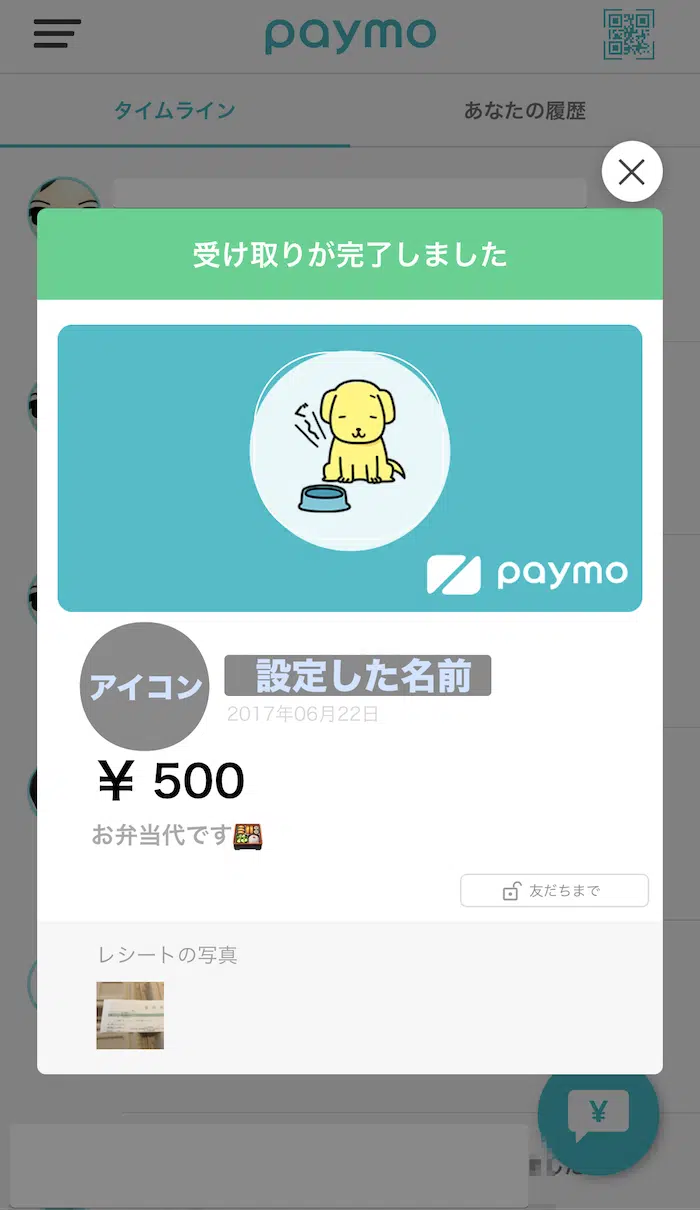 paymo
タイムライン
あなたの履歴
受け取りが完了しました
paymo
アイコン
設定した名前
2017年06月22日
¥ 500
お弁当代です🍱
友だちまで
レシートの写真
¥